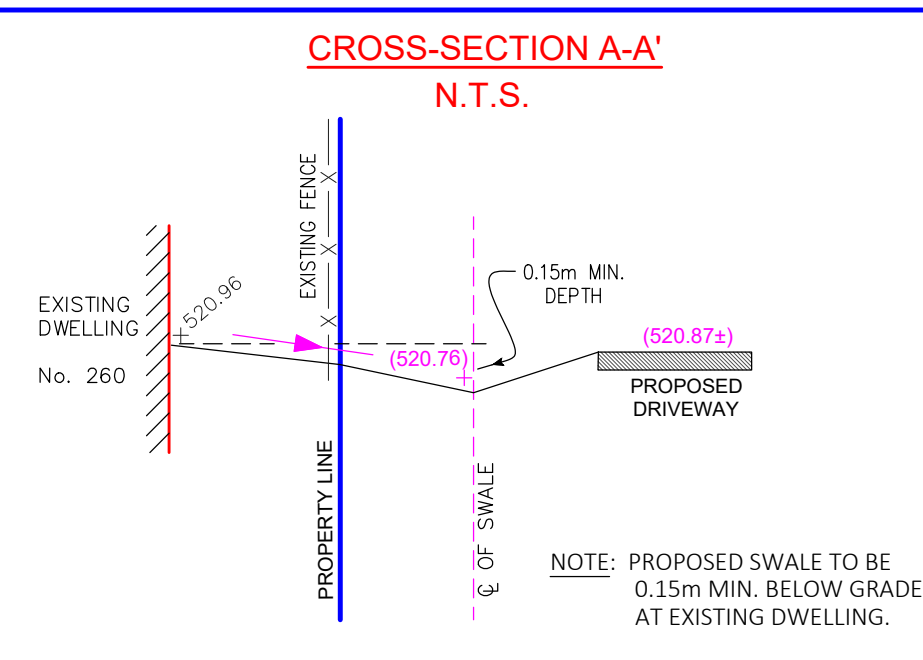 CROSS-SECTION A-A'
N.T.S.
EXISTING FENCE
X
X
X
EXISTING
DWELLING
No. 260
520.96
0.15m MIN.
DEPTH
(520.76)
(520.87±)
PROPOSED
DRIVEWAY
PROPERTY LINE
℄ OF SWALE
NOTE: PROPOSED SWALE TO BE
0.15m MIN. BELOW GRADE
AT EXISTING DWELLING.